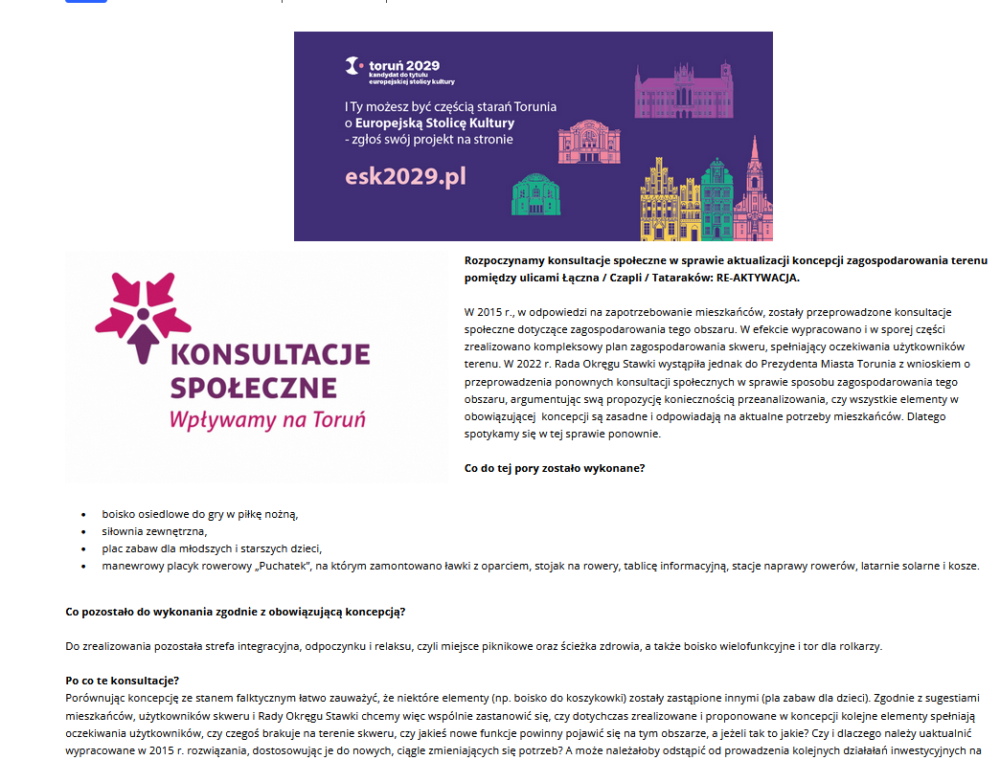 toruń 2029
kandydat do tytułu
europejskiej stolicy kultury
I Ty możesz być częścią starań Torunia
o Europejską Stolicę Kultury
- zgłoś swój projekt na stronie
esk2029.pl
KONSULTACJE
SPOŁECZNE
Wpływamy na Toruń
Rozpoczynamy konsultacje społeczne w sprawie aktualizacji koncepcji zagospodarowania terenu
pomiędzy ulicami Łączna / Czapli / Tataraków: RE-AKTYWACJA.
W 2015 r., w odpowiedzi na zapotrzebowanie mieszkańców, zostały przeprowadzone konsultacje
społeczne dotyczące zagospodarowania tego obszaru. W efekcie wypracowano i w sporej części
zrealizowano kompleksowy plan zagospodarowania skweru, spełniający oczekiwania użytkowników
terenu. W 2022 r. Rada Okręgu Stawki wystąpiła jednak do Prezydenta Miasta Torunia z wnioskiem o
przeprowadzenia ponownych konsultacji społecznych w sprawie sposobu zagospodarowania tego
obszaru, argumentując swą propozycję koniecznością przeanalizowania, czy wszystkie elementy w
obowiązującej koncepcji są zasadne i odpowiadają na aktualne potrzeby mieszkańców. Dlatego
spotykamy się w tej sprawie ponownie.
Co do tej pory zostało wykonane?
• boisko osiedlowe do gry w piłkę nożną,
• siłownia zewnętrzna,
• plac zabaw dla młodszych i starszych dzieci,
• manewrowy placyk rowerowy „Puchatek”, na którym zamontowano ławki z oparciem, stojak na rowery, tablicę informacyjną, stacje naprawy rowerów, latarnie solarne i kosze.
Co pozostało do wykonania zgodnie z obowiązującą koncepcją?
Do zrealizowania pozostała strefa integracyjna, odpoczynku i relaksu, czyli miejsce piknikowe oraz ścieżka zdrowia, a także boisko wielofunkcyjne i tor dla rolkarzy.
Po co te konsultacje?
Porównując koncepcję ze stanem falktycznym łatwo zauważyć, że niektóre elementy (np. boisko do koszykowki) zostały zastąpione innymi (pla zabaw dla dzieci). Zgodnie z sugestiami
mieszkańców, użytkowników skweru i Rady Okręgu Stawki chcemy więc wspólnie zastanowić się, czy dotychczas zrealizowane i proponowane w koncepcji kolejne elementy spełniają
oczekiwania użytkowników, czy czegoś brakuje na terenie skweru, czy jakieś nowe funkcje powinny pojawić się na tym obszarze, a jeżeli tak to jakie? Czy i dlaczego należy uaktualnić
wypracowane w 2015 r. rozwiązania, dostosowując je do nowych, ciągle zmieniających się potrzeb? A może należałoby odstąpić od prowadzenia kolejnych działałań inwestycyjnych na